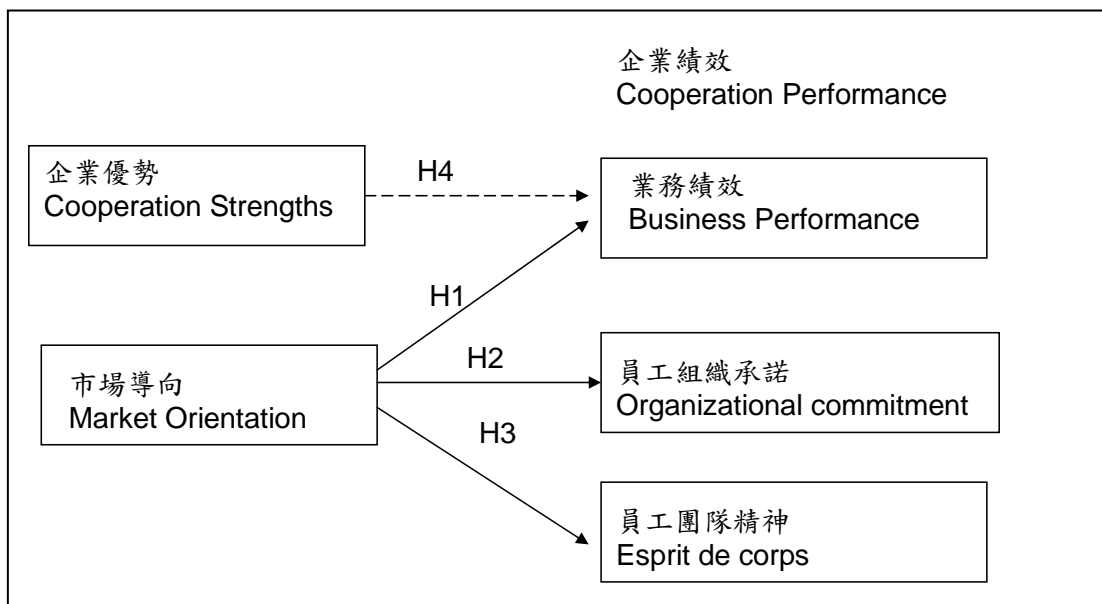 企業績效
Cooperation Performance
企業優勢
Cooperation Strengths
H4
業務績效
Business Performance
H1
市場導向
Market Orientation
H2
員工組織承諾
Organizational commitment
H3
員工團隊精神
Esprit de corps